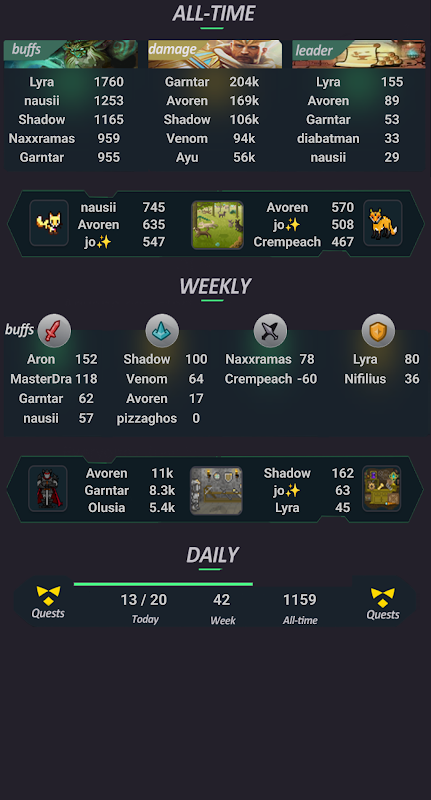 ALL-TIME
buffs damage leader
Lyra 1760 Garntar 204k Lyra 155
nausii 1253 Avoren 169k Avoren 89
Shadow 1165 Shadow 106k Garntar 53
Naxxramas 959 Venom 94k diabatman 33
Garntar 955 Ayu 56k nausii 29
nausii 745 Avoren 570
Avoren 635 jo✨ 508
jo✨ 547 Crempeach 467
WEEKLY
buffs
Aron 152 Shadow 100 Naxxramas 78 Lyra 80
MasterDra 118 Venom 64 Crempeach -60 Nifilius 36
Garntar 62 Avoren 17
nausii 57 pizzaghos 0
Avoren 11k Shadow 162
Garntar 8.3k jo✨ 63
Olusia 5.4k Lyra 45
DAILY
13 / 20 42 1159
Quests Today Week All-time Quests